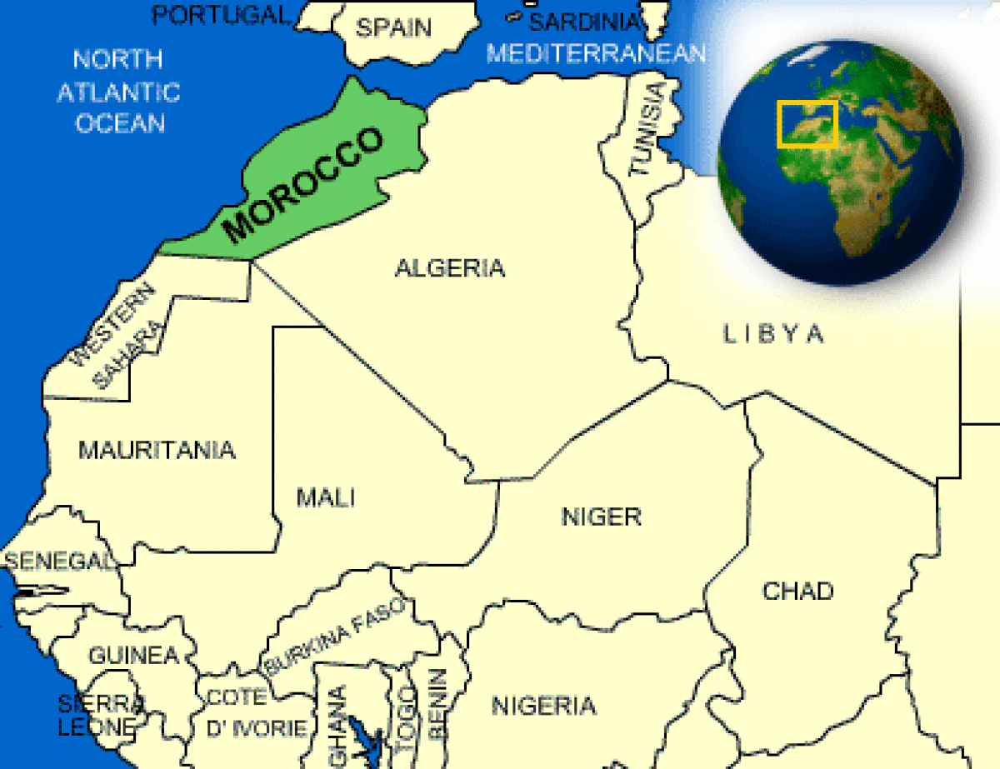 PORTUGAL
SPAIN
SARDINIA
MEDITERRANEAN
NORTH
ATLANTIC
OCEAN
TUNISIA
MOROCCO
ALGERIA
LIBYA
WESTERN
SAHARA
MAURITANIA
MALI
NIGER
SENEGAL
CHAD
BURKINA FASO
GUINEA
SIERRA
LEONE
COTE
D' IVORIE
GHANA
TOGO
BENIN
NIGERIA